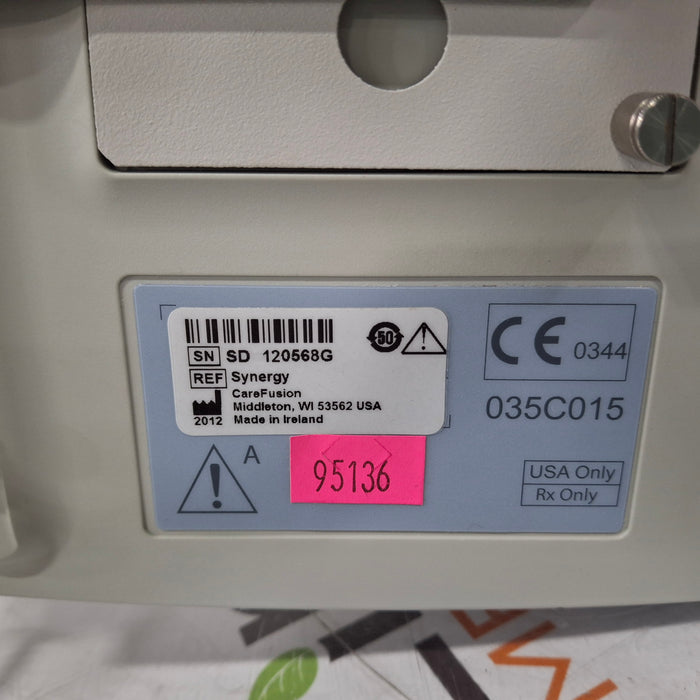 SN SD 120568G
REF Synergy
CareFusion
Middleton, WI 53562 USA
2012 Made in Ireland
50
CE 0344
035C015
A
95136
USA Only
Rx Only